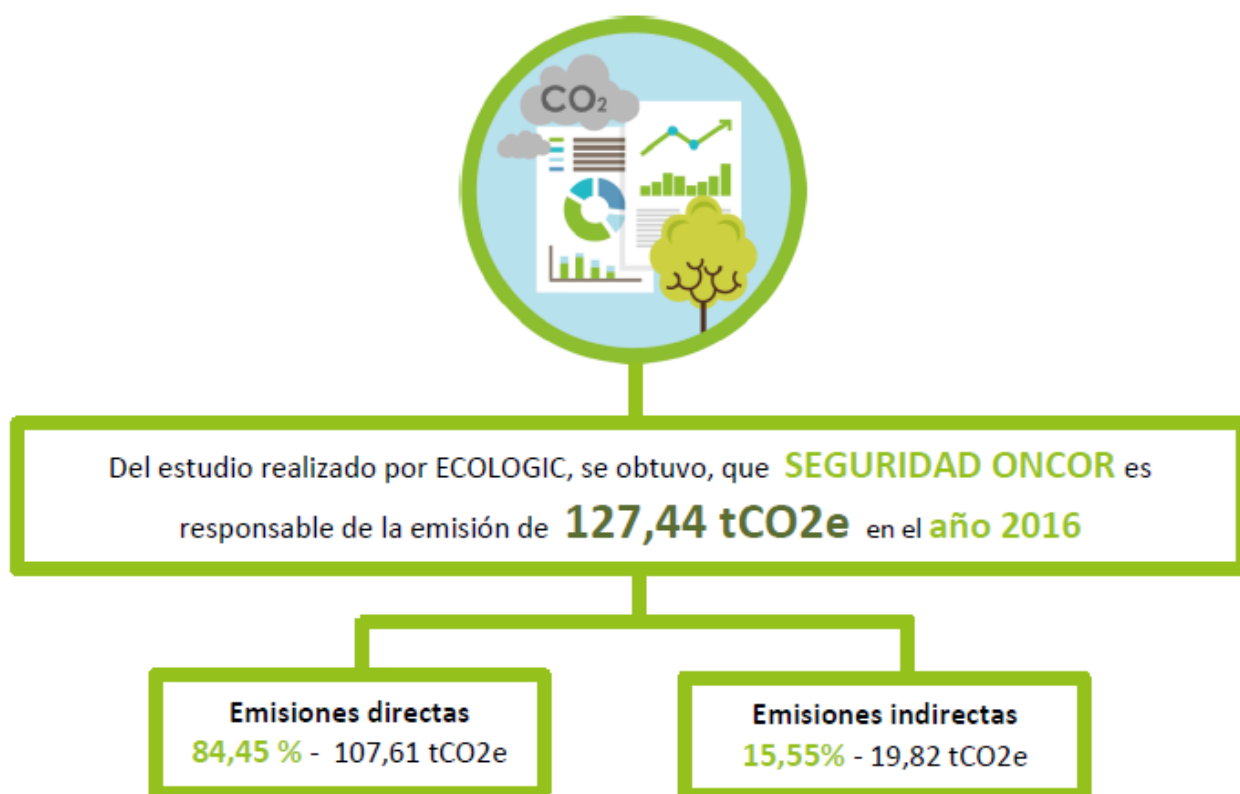 CO₂
Del estudio realizado por ECOLOGIC, se obtuvo, que SEGURIDAD ONCOR es
responsable de la emisión de 127,44 tCO2e en el año 2016
Emisiones directas
84,45 % - 107,61 tCO2e
Emisiones indirectas
15,55% - 19,82 tCO2e